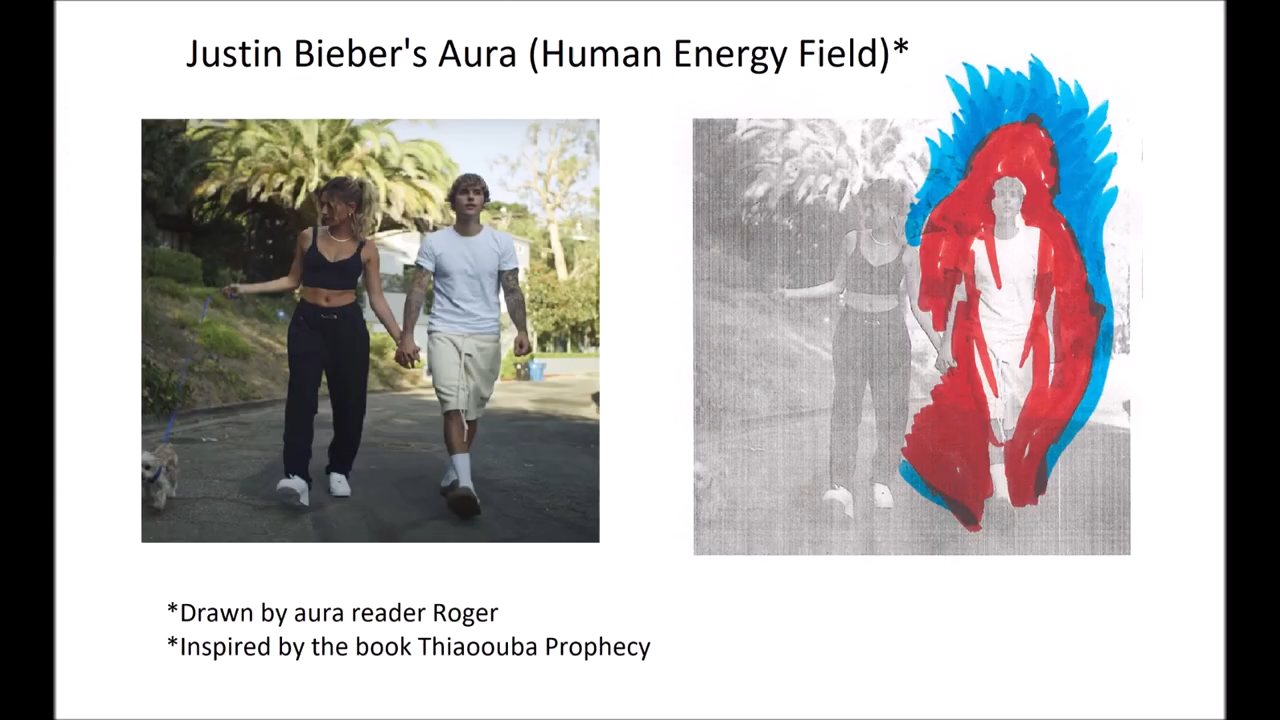 Justin Bieber's Aura (Human Energy Field)*
*Drawn by aura reader Roger
*Inspired by the book Thiaoouba Prophecy